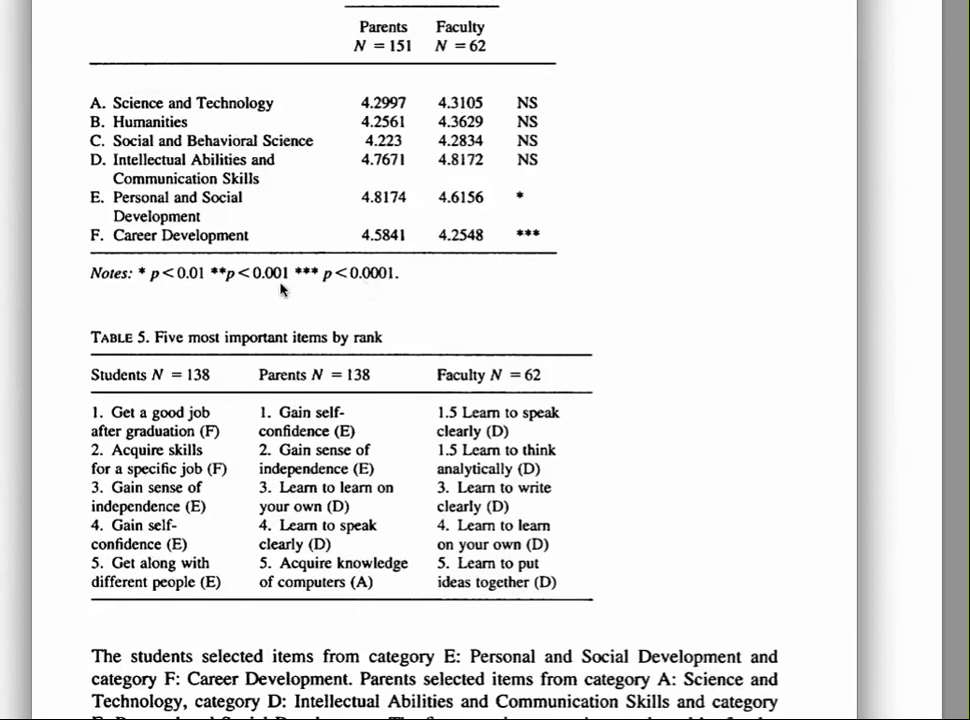 Parents Faculty
N = 151 N = 62
A. Science and Technology 4.2997 4.3105 NS
B. Humanities 4.2561 4.3629 NS
C. Social and Behavioral Science 4.223 4.2834 NS
D. Intellectual Abilities and 4.7671 4.8172 NS
Communication Skills
E. Personal and Social 4.8174 4.6156 *
Development
F. Career Development 4.5841 4.2548 ***
Notes: * p<0.01 **p<0.001 *** p<0.0001.
TABLE 5. Five most important items by rank
Students N = 138 Parents N = 138 Faculty N = 62
1. Get a good job 1. Gain self- 1.5 Learn to speak
after graduation (F) confidence (E) clearly (D)
2. Acquire skills 2. Gain sense of 1.5 Learn to think
for a specific job (F) independence (E) analytically (D)
3. Gain sense of 3. Learn to learn on 3. Learn to write
independence (E) your own (D) clearly (D)
4. Gain self- 4. Learn to speak 4. Learn to learn
confidence (E) clearly (D) on your own (D)
5. Get along with 5. Acquire knowledge 5. Learn to put
different people (E) of computers (A) ideas together (D)
The students selected items from category E: Personal and Social Development and
category F: Career Development. Parents selected items from category A: Science and
Technology, category D: Intellectual Abilities and Communication Skills and category